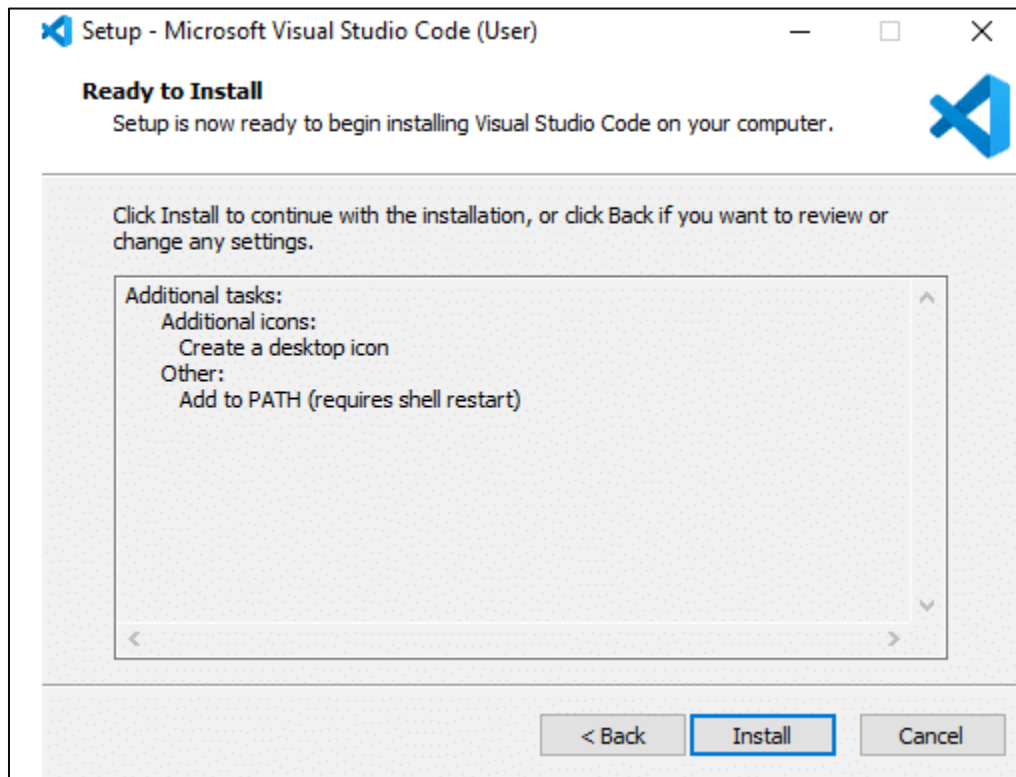 Setup - Microsoft Visual Studio Code (User)
Ready to Install
Setup is now ready to begin installing Visual Studio Code on your computer.
Click Install to continue with the installation, or click Back if you want to review or
change any settings.
Additional tasks:
Additional icons:
Create a desktop icon
Other:
Add to PATH (requires shell restart)
< Back
Install
Cancel